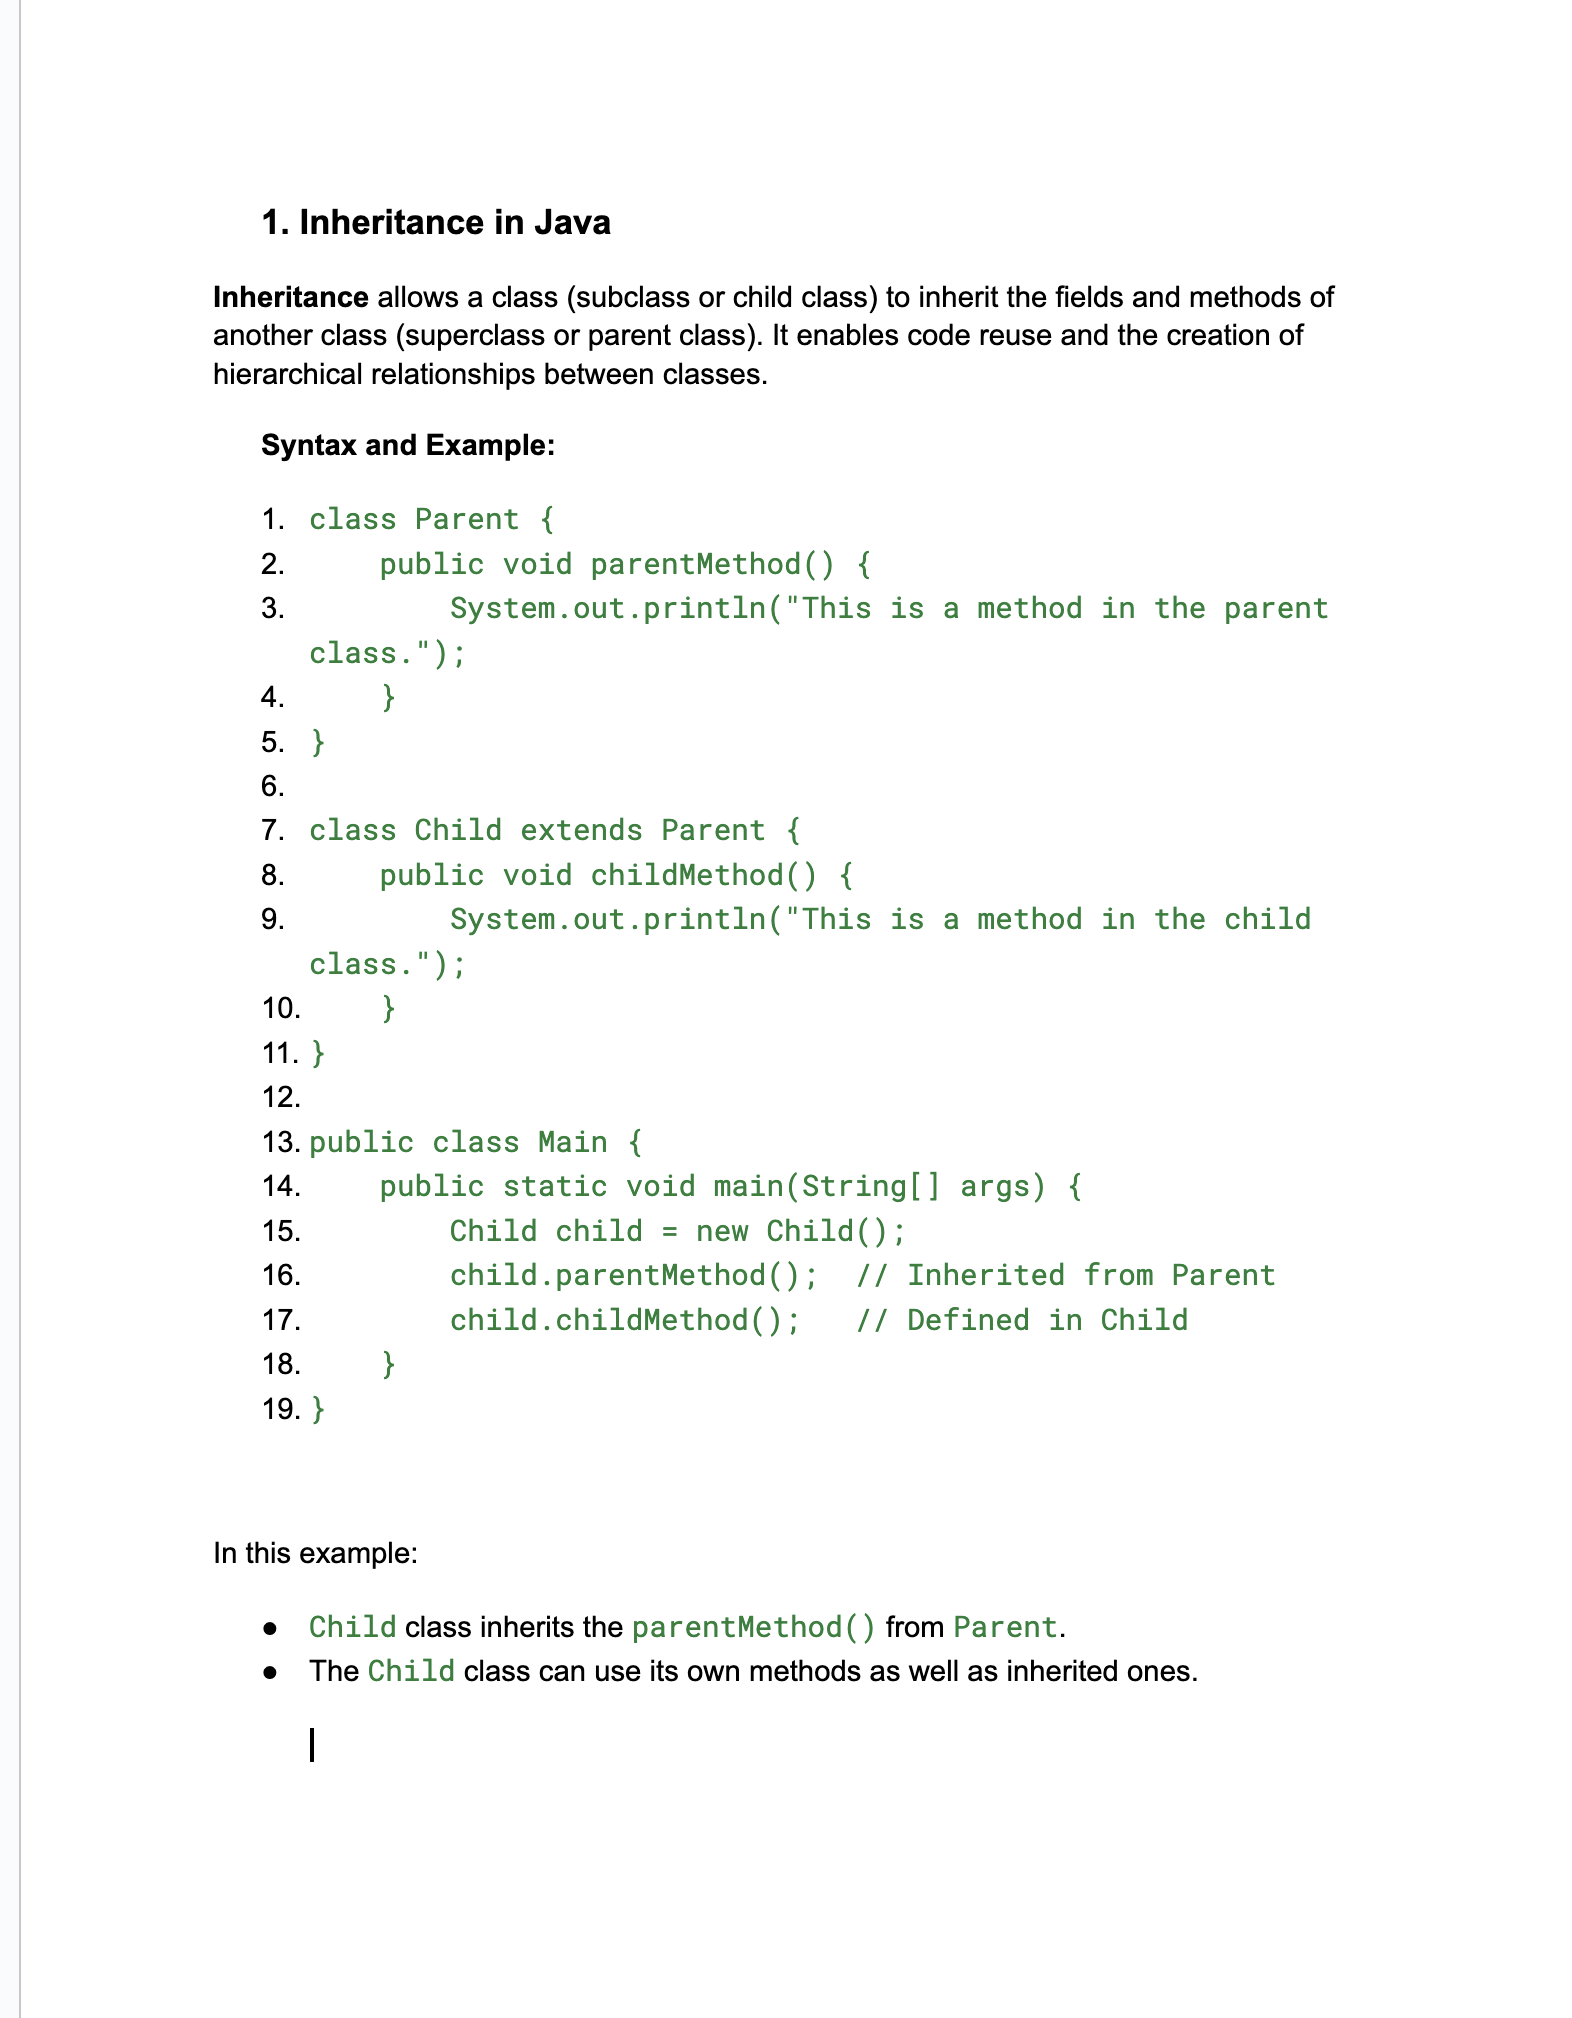 1. Inheritance in Java
Inheritance allows a class (subclass or child class) to inherit the fields and methods of
another class (superclass or parent class). It enables code reuse and the creation of
hierarchical relationships between classes.
Syntax and Example:
1. class Parent {
2.     public void parentMethod() {
3.         System.out.println("This is a method in the parent
class.");
4.     }
5. }
6.
7. class Child extends Parent {
8.     public void childMethod() {
9.         System.out.println("This is a method in the child
class.");
10.     }
11. }
12.
13. public class Main {
14.     public static void main(String[] args) {
15.         Child child = new Child();
16.         child.parentMethod();  // Inherited from Parent
17.         child.childMethod();   // Defined in Child
18.     }
19. }
In this example:
● Child class inherits the parentMethod() from Parent.
● The Child class can use its own methods as well as inherited ones.